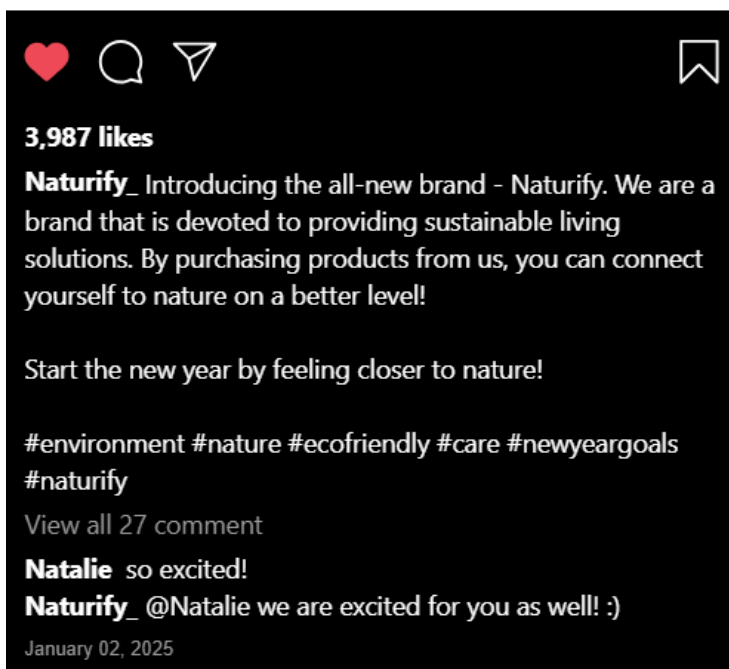 3,987 likes
Naturify_ Introducing the all-new brand - Naturify. We are a
brand that is devoted to providing sustainable living
solutions. By purchasing products from us, you can connect
yourself to nature on a better level!
Start the new year by feeling closer to nature!
#environment #nature #ecofriendly #care #newyeargoals
#naturify
View all 27 comment
Natalie so excited!
Naturify_ @Natalie we are excited for you as well! :)
January 02, 2025